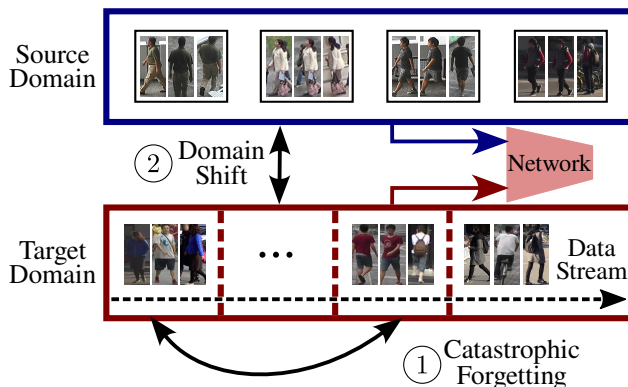 Source
Domain
② Domain
Shift
Network
Target
Domain
...
Data
Stream
① Catastrophic
Forgetting